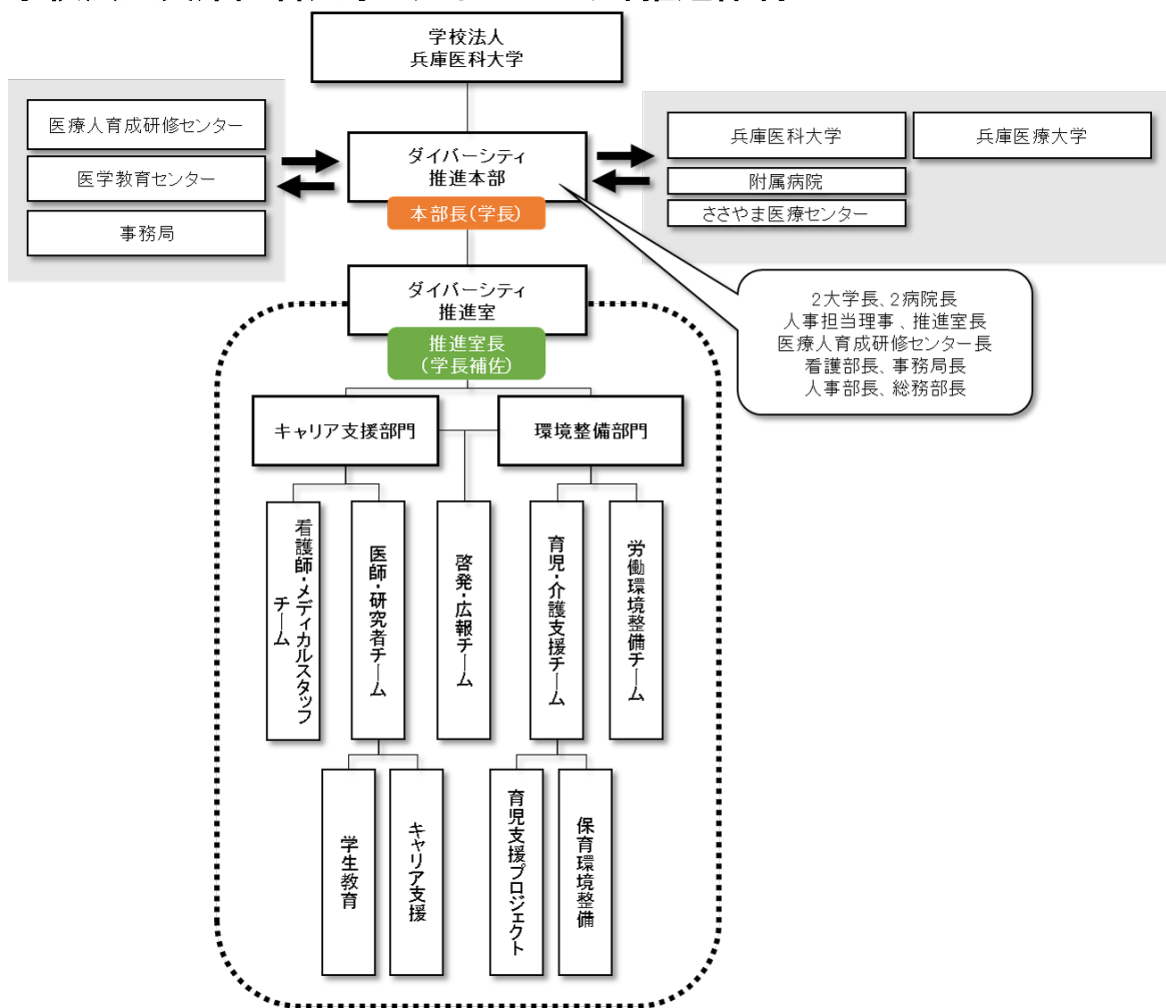 学校法人
兵庫医科大学
医療人育成研修センター
医学教育センター
事務局
ダイバーシティ
推進本部
本部長(学長)
兵庫医科大学
兵庫医療大学
附属病院
ささやま医療センター
2大学長、2病院長
人事担当理事、推進室長
医療人育成研修センター長
看護部長、事務局長
人事部長、総務部長
ダイバーシティ
推進室
推進室長
(学長補佐)
キャリア支援部門
環境整備部門
看護師・メディカルスタッフ
チーム
医師・研究者チーム
啓発・広報チーム
育児・介護支援チーム
労働環境整備チーム
学生教育
キャリア支援
育児支援プロジェクト
保育環境整備